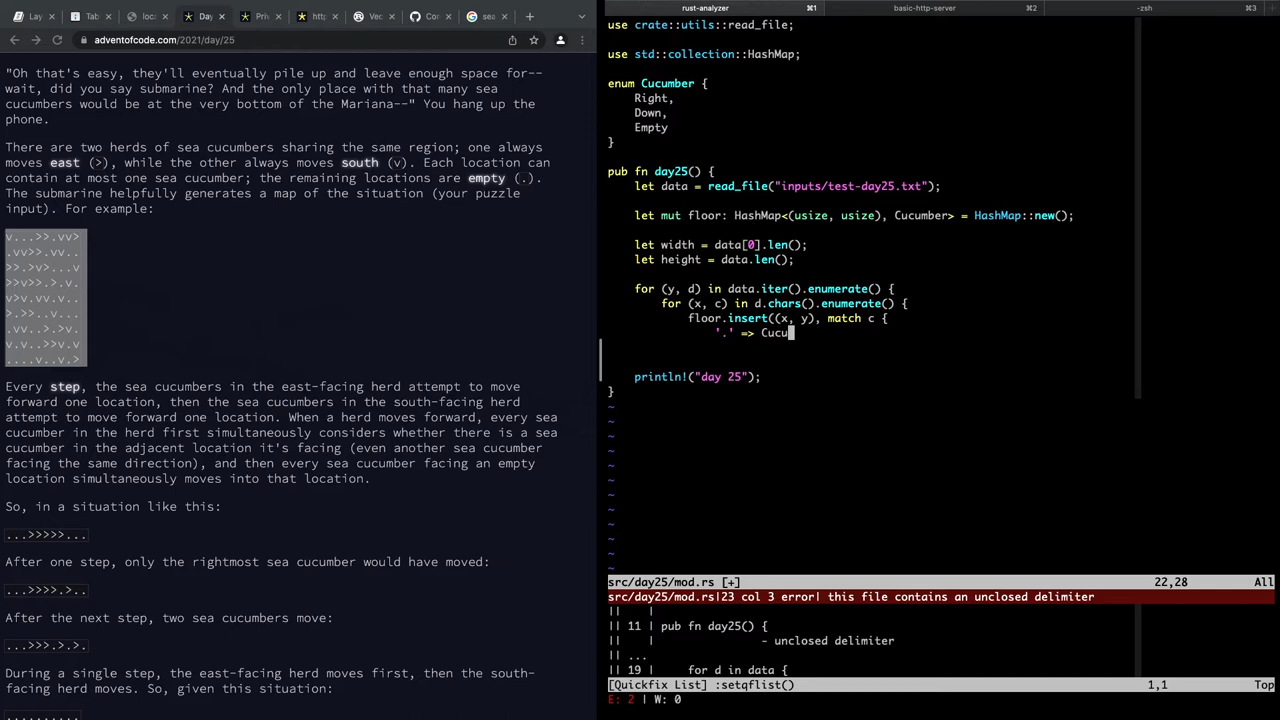 Lay
Tab
loca
Day
Priv
http
Vec
Co
sea
adventofcode.com/2021/day/25
"Oh that's easy, they'll eventually pile up and leave enough space for--
wait, did you say submarine? And the only place with that many sea
cucumbers would be at the very bottom of the Mariana--" You hang up the
phone.
There are two herds of sea cucumbers sharing the same region; one always
moves east (>), while the other always moves south (v). Each location can
contain at most one sea cucumber; the remaining locations are empty (.).
The submarine helpfully generates a map of the situation (your puzzle
input). For example:
v...>>.vv>
.vv>>.vv..
>>.>v>...v
>>v>>.>.v.
v>v.vv.v..
>.>>..v...
.vv..>.>v.
v.v..>>v.v
....v..v.>
Every step, the sea cucumbers in the east-facing herd attempt to move
forward one location, then the sea cucumbers in the south-facing herd
attempt to move forward one location. When a herd moves forward, every sea
cucumber in the herd first simultaneously considers whether there is a sea
cucumber in the adjacent location it's facing (even another sea cucumber
facing the same direction), and then every sea cucumber facing an empty
location simultaneously moves into that location.
So, in a situation like this:
...>>>>>...
After one step, only the rightmost sea cucumber would have moved:
...>>>>.>..
After the next step, two sea cucumbers move:
...>>>.>.>.
During a single step, the east-facing herd moves first, then the south-
facing herd moves. So, given this situation:
..........
rust-analyzer ⌘1
basic-http-server ⌘2
-zsh ⌘3
use crate::utils::read_file;
use std::collection::HashMap;
enum Cucumber {
Right,
Down,
Empty
}
pub fn day25() {
let data = read_file("inputs/test-day25.txt");
let mut floor: HashMap<(usize, usize), Cucumber> = HashMap::new();
let width = data[0].len();
let height = data.len();
for (y, d) in data.iter().enumerate() {
for (x, c) in d.chars().enumerate() {
floor.insert((x, y), match c {
'.' => Cucu
println!("day 25");
}
~
~
~
~
~
~
~
~
~
~
~
~
src/day25/mod.rs [+] 22,28 All
src/day25/mod.rs|23 col 3 error| this file contains an unclosed delimiter
|| |
|| 11 | pub fn day25() {
|| | - unclosed delimiter
|| ...
|| 19 | for d in data {
[Quickfix List] :setqflist() 1,1 Top
E: 2 | W: 0